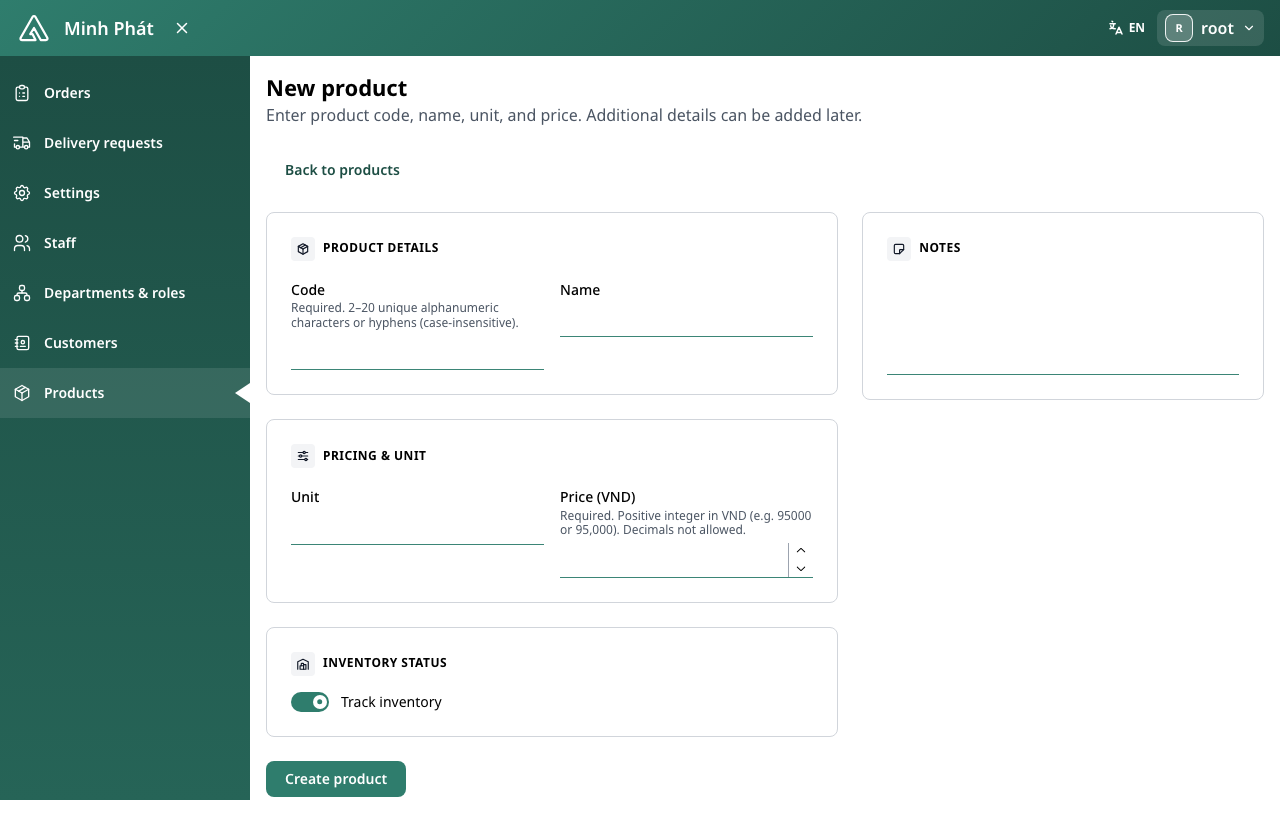 Minh Phát
EN
R
root
Orders
Delivery requests
Settings
Staff
Departments & roles
Customers
Products
New product
Enter product code, name, unit, and price. Additional details can be added later.
Back to products
PRODUCT DETAILS
Code
Required. 2–20 unique alphanumeric
characters or hyphens (case-insensitive).
Name
NOTES
PRICING & UNIT
Unit
Price (VND)
Required. Positive integer in VND (e.g. 95000
or 95,000). Decimals not allowed.
INVENTORY STATUS
Track inventory
Create product